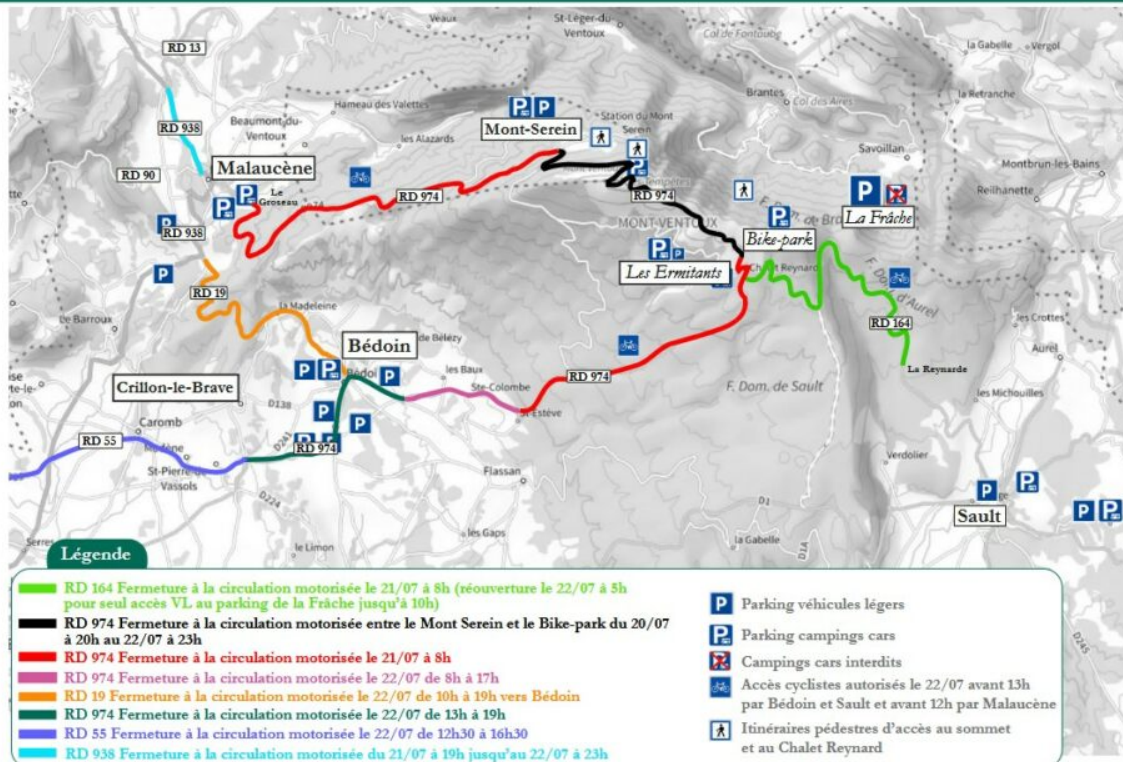 Veaux
St-Léger-du-
Ventoux
Col de Fontaube
la Gabelle
Vergol
RD 13
la Retranche
Brantes
Col des Aires
Hameau des Valettes
Beaumont-du-
Ventoux
RD 938
les Alazards
Mont-Serein
Station du Mont
Serein
Savoillan
Montbrun-les-Bains
Reilhanette
RD 90
Malaucène
Le
Groseau
RD 974
RD 974
MONT-VENTOUX
La Frâche
RD 938
Bike-park
Les Ermitants
Chalet Reynard
F. Dom. d'Aurel
RD 19
la Madeleine
RD 164
les Crottes
Aurel
Le Barroux
Bédoin
de Bélézy
les Baux
Ste-Colombe
RD 974
La Reynarde
Crillon-le-Brave
D138
St-Estève
F. Dom. de Sault
les Michouilles
Caromb
RD 55
Modène
D241
RD 974
Verdolier
St-Pierre-de-
Vassols
Flassan
D224
D1
Sault
Serres
les Gaps
le Limon
la Gabelle
D1A
D245
Légende
RD 164 Fermeture à la circulation motorisée le 21/07 à 8h (réouverture le 22/07 à 5h
pour seul accès VL au parking de la Frâche jusqu'à 10h)
RD 974 Fermeture à la circulation motorisée entre le Mont Serein et le Bike-park du 20/07
à 20h au 22/07 à 23h
RD 974 Fermeture à la circulation motorisée le 21/07 à 8h
RD 974 Fermeture à la circulation motorisée le 22/07 de 8h à 17h
RD 19 Fermeture à la circulation motorisée le 22/07 de 10h à 19h vers Bédoin
RD 974 Fermeture à la circulation motorisée le 22/07 de 13h à 19h
RD 55 Fermeture à la circulation motorisée le 22/07 de 12h30 à 16h30
RD 938 Fermeture à la circulation motorisée du 21/07 à 19h jusqu'au 22/07 à 23h
P Parking véhicules légers
P Parking campings cars
Campings cars interdits
Accès cyclistes autorisés le 22/07 avant 13h
par Bédoin et Sault et avant 12h par Malaucène
Itinéraires pédestres d'accès au sommet
et au Chalet Reynard